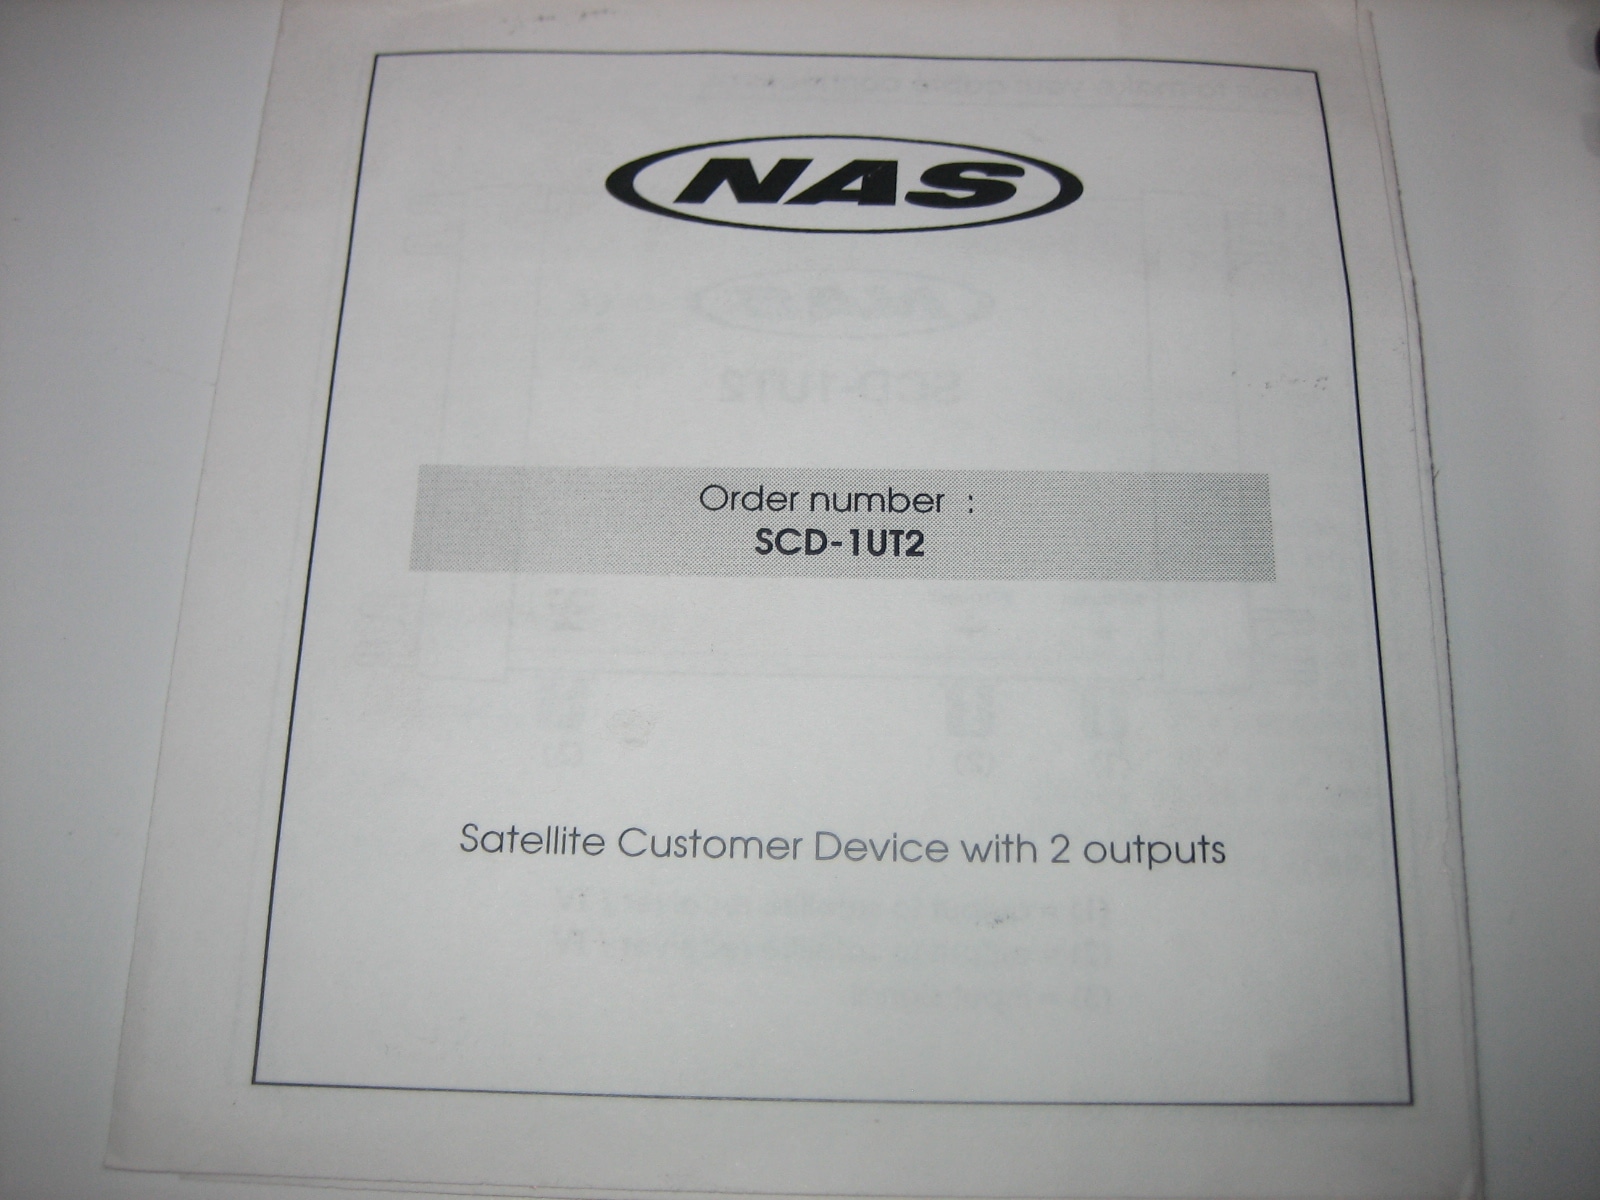 NAS
Order number :
SCD-1UT2
Satellite Customer Device with 2 outputs